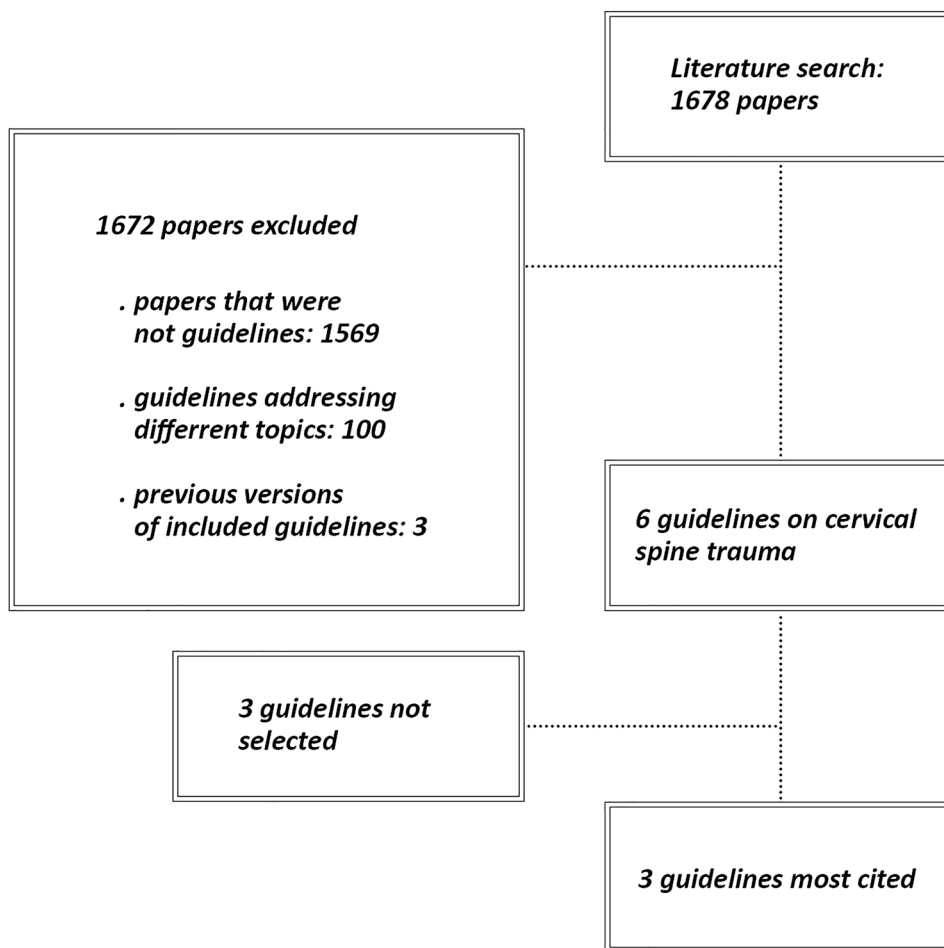 Literature search:
1678 papers
1672 papers excluded
. papers that were
not guidelines: 1569
. guidelines addressing
differrent topics: 100
. previous versions
of included guidelines: 3
6 guidelines on cervical
spine trauma
3 guidelines not
selected
3 guidelines most cited